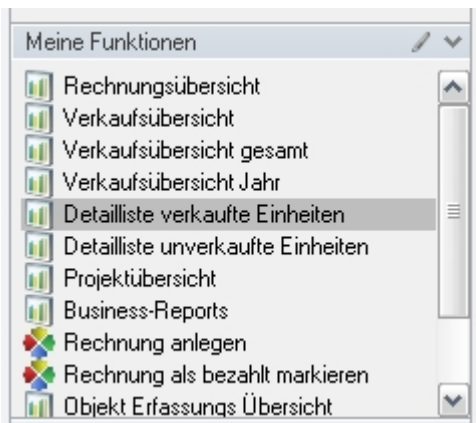 Meine Funktionen
Rechnungsübersicht
Verkaufsübersicht
Verkaufsübersicht gesamt
Verkaufsübersicht Jahr
Detailliste verkaufte Einheiten
Detailliste unverkaufte Einheiten
Projektübersicht
Business-Reports
Rechnung anlegen
Rechnung als bezahlt markieren
Objekt Erfassungs Übersicht